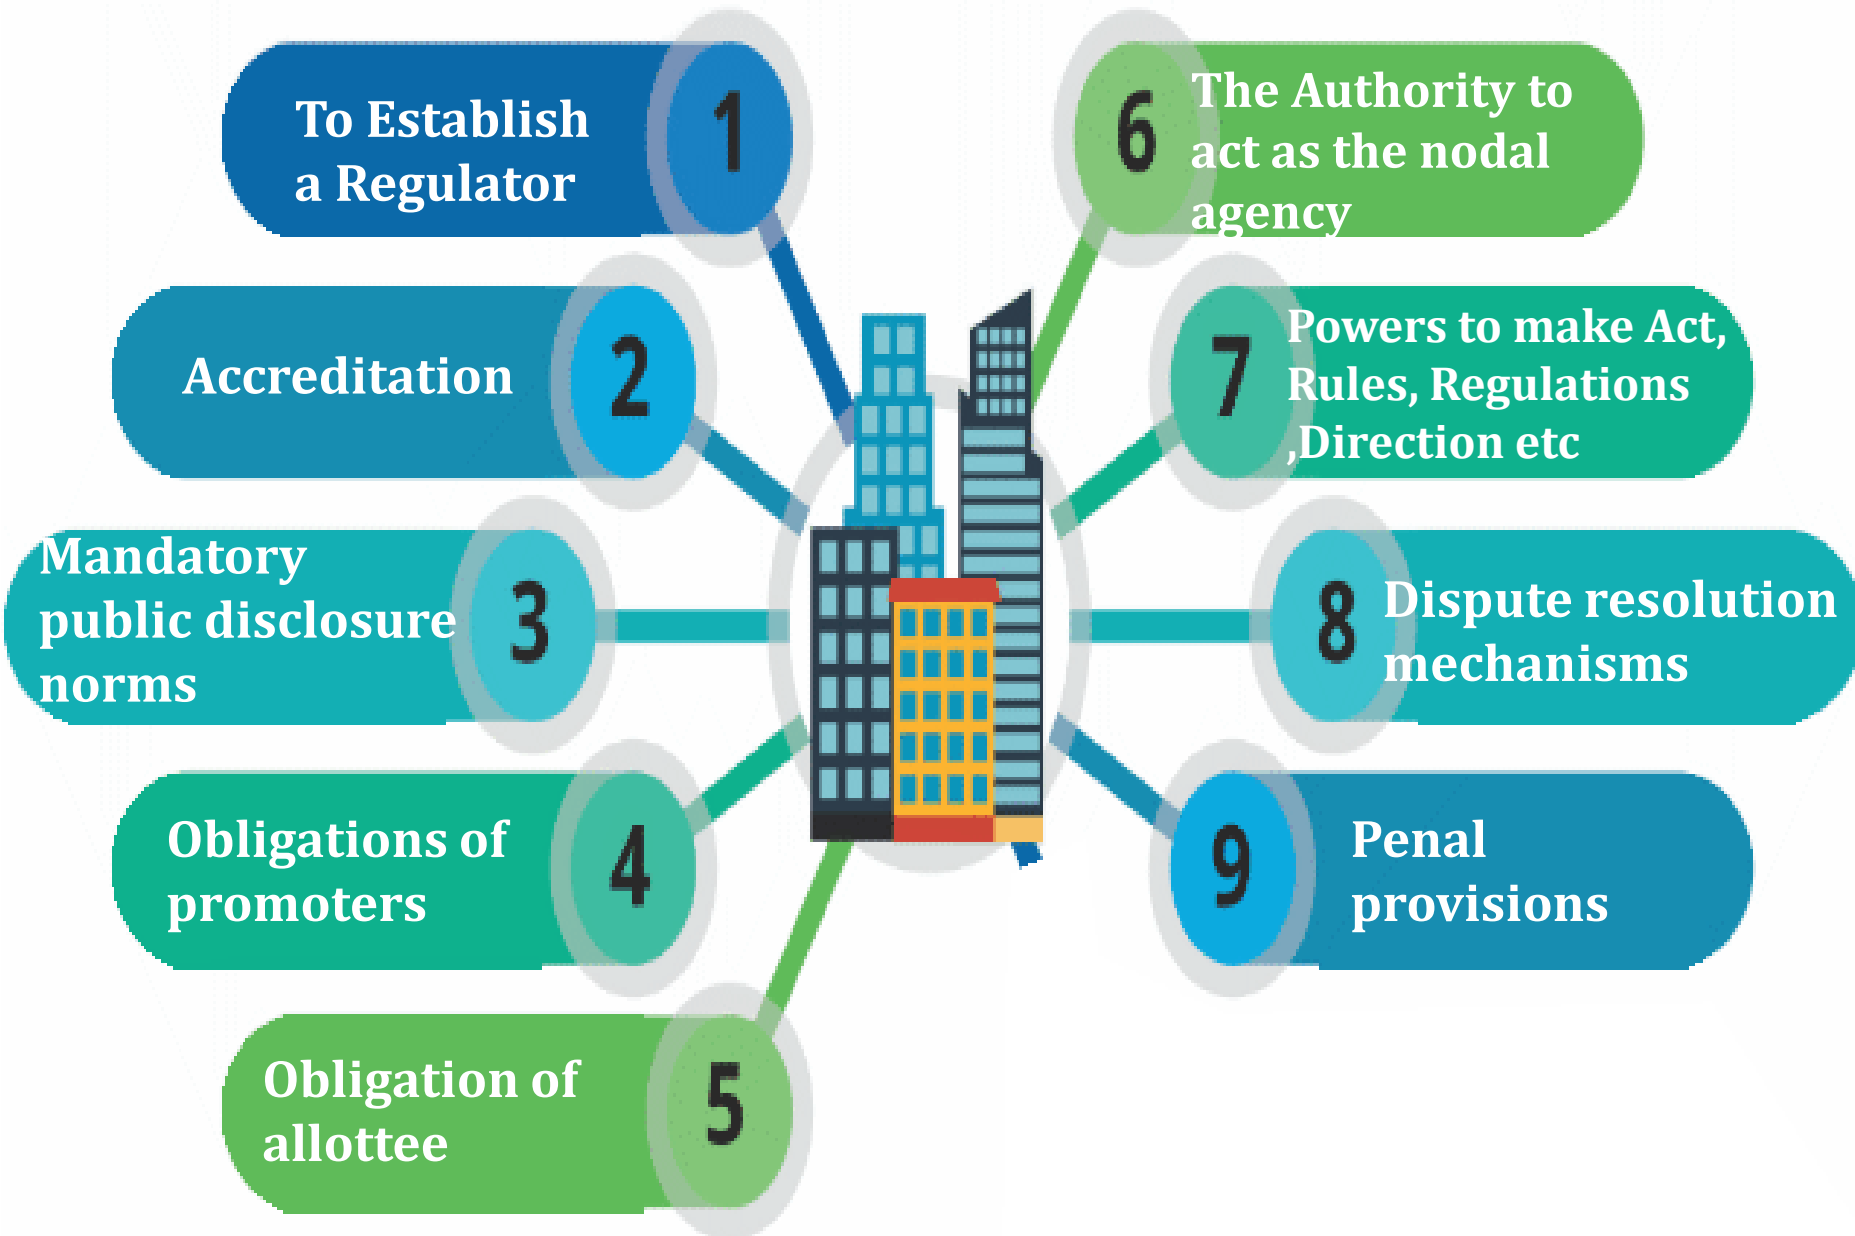 1
To Establish
a Regulator
2
Accreditation
3
Mandatory
public disclosure
norms
4
Obligations of
promoters
5
Obligation of
allottee
6
The Authority to
act as the nodal
agency
7
Powers to make Act,
Rules, Regulations
,Direction etc
8
Dispute resolution
mechanisms
9
Penal
provisions